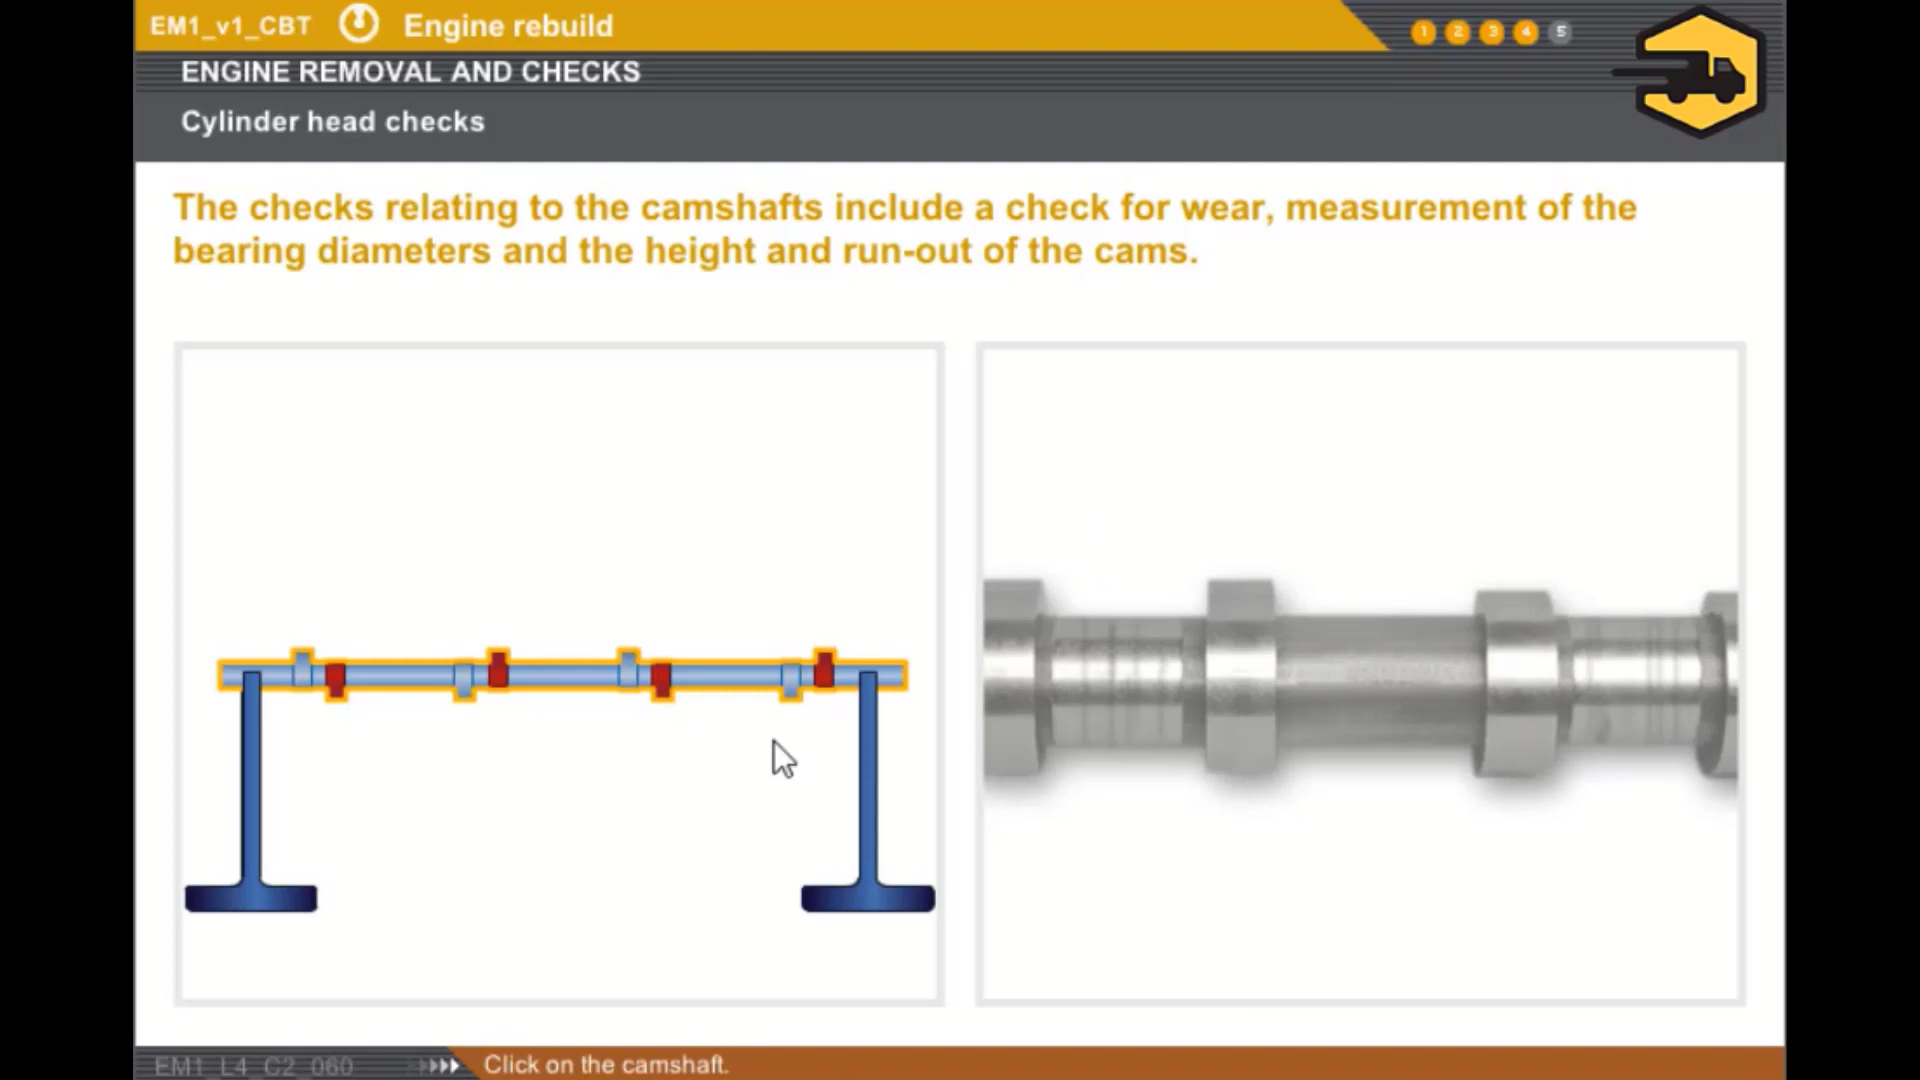 EM1_v1_CBT Engine rebuild
1 2 3 4 5
ENGINE REMOVAL AND CHECKS
Cylinder head checks
The checks relating to the camshafts include a check for wear, measurement of the
bearing diameters and the height and run-out of the cams.
EM1_L4_C2_060 Click on the camshaft.